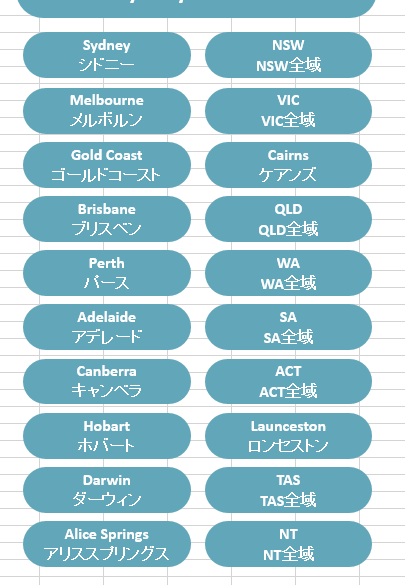 Sydney
シドニー
NSW
NSW全域
Melbourne
メルボルン
VIC
VIC全域
Gold Coast
ゴールドコースト
Cairns
ケアンズ
Brisbane
ブリスベン
QLD
QLD全域
Perth
パース
WA
WA全域
Adelaide
アデレード
SA
SA全域
Canberra
キャンベラ
ACT
ACT全域
Hobart
ホバート
Launceston
ロンセストン
Darwin
ダーウィン
TAS
TAS全域
Alice Springs
アリススプリングス
NT
NT全域